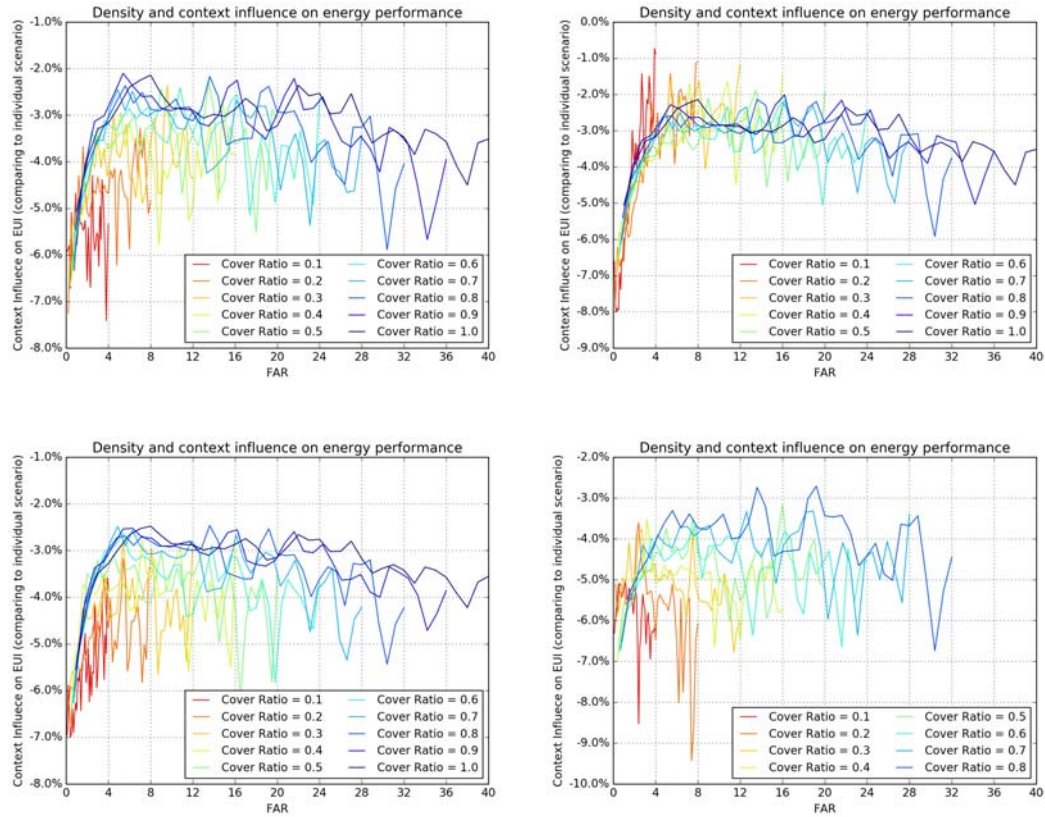 Density and context influence on energy performance
Context Influece on EUI (comparing to individual scenario)
-1.0%
-2.0%
-3.0%
-4.0%
-5.0%
-6.0%
-7.0%
-8.0%
Cover Ratio = 0.1
Cover Ratio = 0.2
Cover Ratio = 0.3
Cover Ratio = 0.4
Cover Ratio = 0.5
Cover Ratio = 0.6
Cover Ratio = 0.7
Cover Ratio = 0.8
Cover Ratio = 0.9
Cover Ratio = 1.0
0 4 8 12 16 20 24 28 32 36 40
FAR
Density and context influence on energy performance
Context Influece on EUI (comparing to individual scenario)
0.0%
-1.0%
-2.0%
-3.0%
-4.0%
-5.0%
-6.0%
-7.0%
-8.0%
-9.0%
Cover Ratio = 0.1
Cover Ratio = 0.2
Cover Ratio = 0.3
Cover Ratio = 0.4
Cover Ratio = 0.5
Cover Ratio = 0.6
Cover Ratio = 0.7
Cover Ratio = 0.8
Cover Ratio = 0.9
Cover Ratio = 1.0
0 4 8 12 16 20 24 28 32 36 40
FAR
Density and context influence on energy performance
Context Influece on EUI (comparing to individual scenario)
-1.0%
-2.0%
-3.0%
-4.0%
-5.0%
-6.0%
-7.0%
-8.0%
Cover Ratio = 0.1
Cover Ratio = 0.2
Cover Ratio = 0.3
Cover Ratio = 0.4
Cover Ratio = 0.5
Cover Ratio = 0.6
Cover Ratio = 0.7
Cover Ratio = 0.8
Cover Ratio = 0.9
Cover Ratio = 1.0
0 4 8 12 16 20 24 28 32 36 40
FAR
Density and context influence on energy performance
Context Influece on EUI (comparing to individual scenario)
-2.0%
-3.0%
-4.0%
-5.0%
-6.0%
-7.0%
-8.0%
-9.0%
-10.0%
Cover Ratio = 0.1
Cover Ratio = 0.2
Cover Ratio = 0.3
Cover Ratio = 0.4
Cover Ratio = 0.5
Cover Ratio = 0.6
Cover Ratio = 0.7
Cover Ratio = 0.8
0 4 8 12 16 20 24 28 32 36 40
FAR